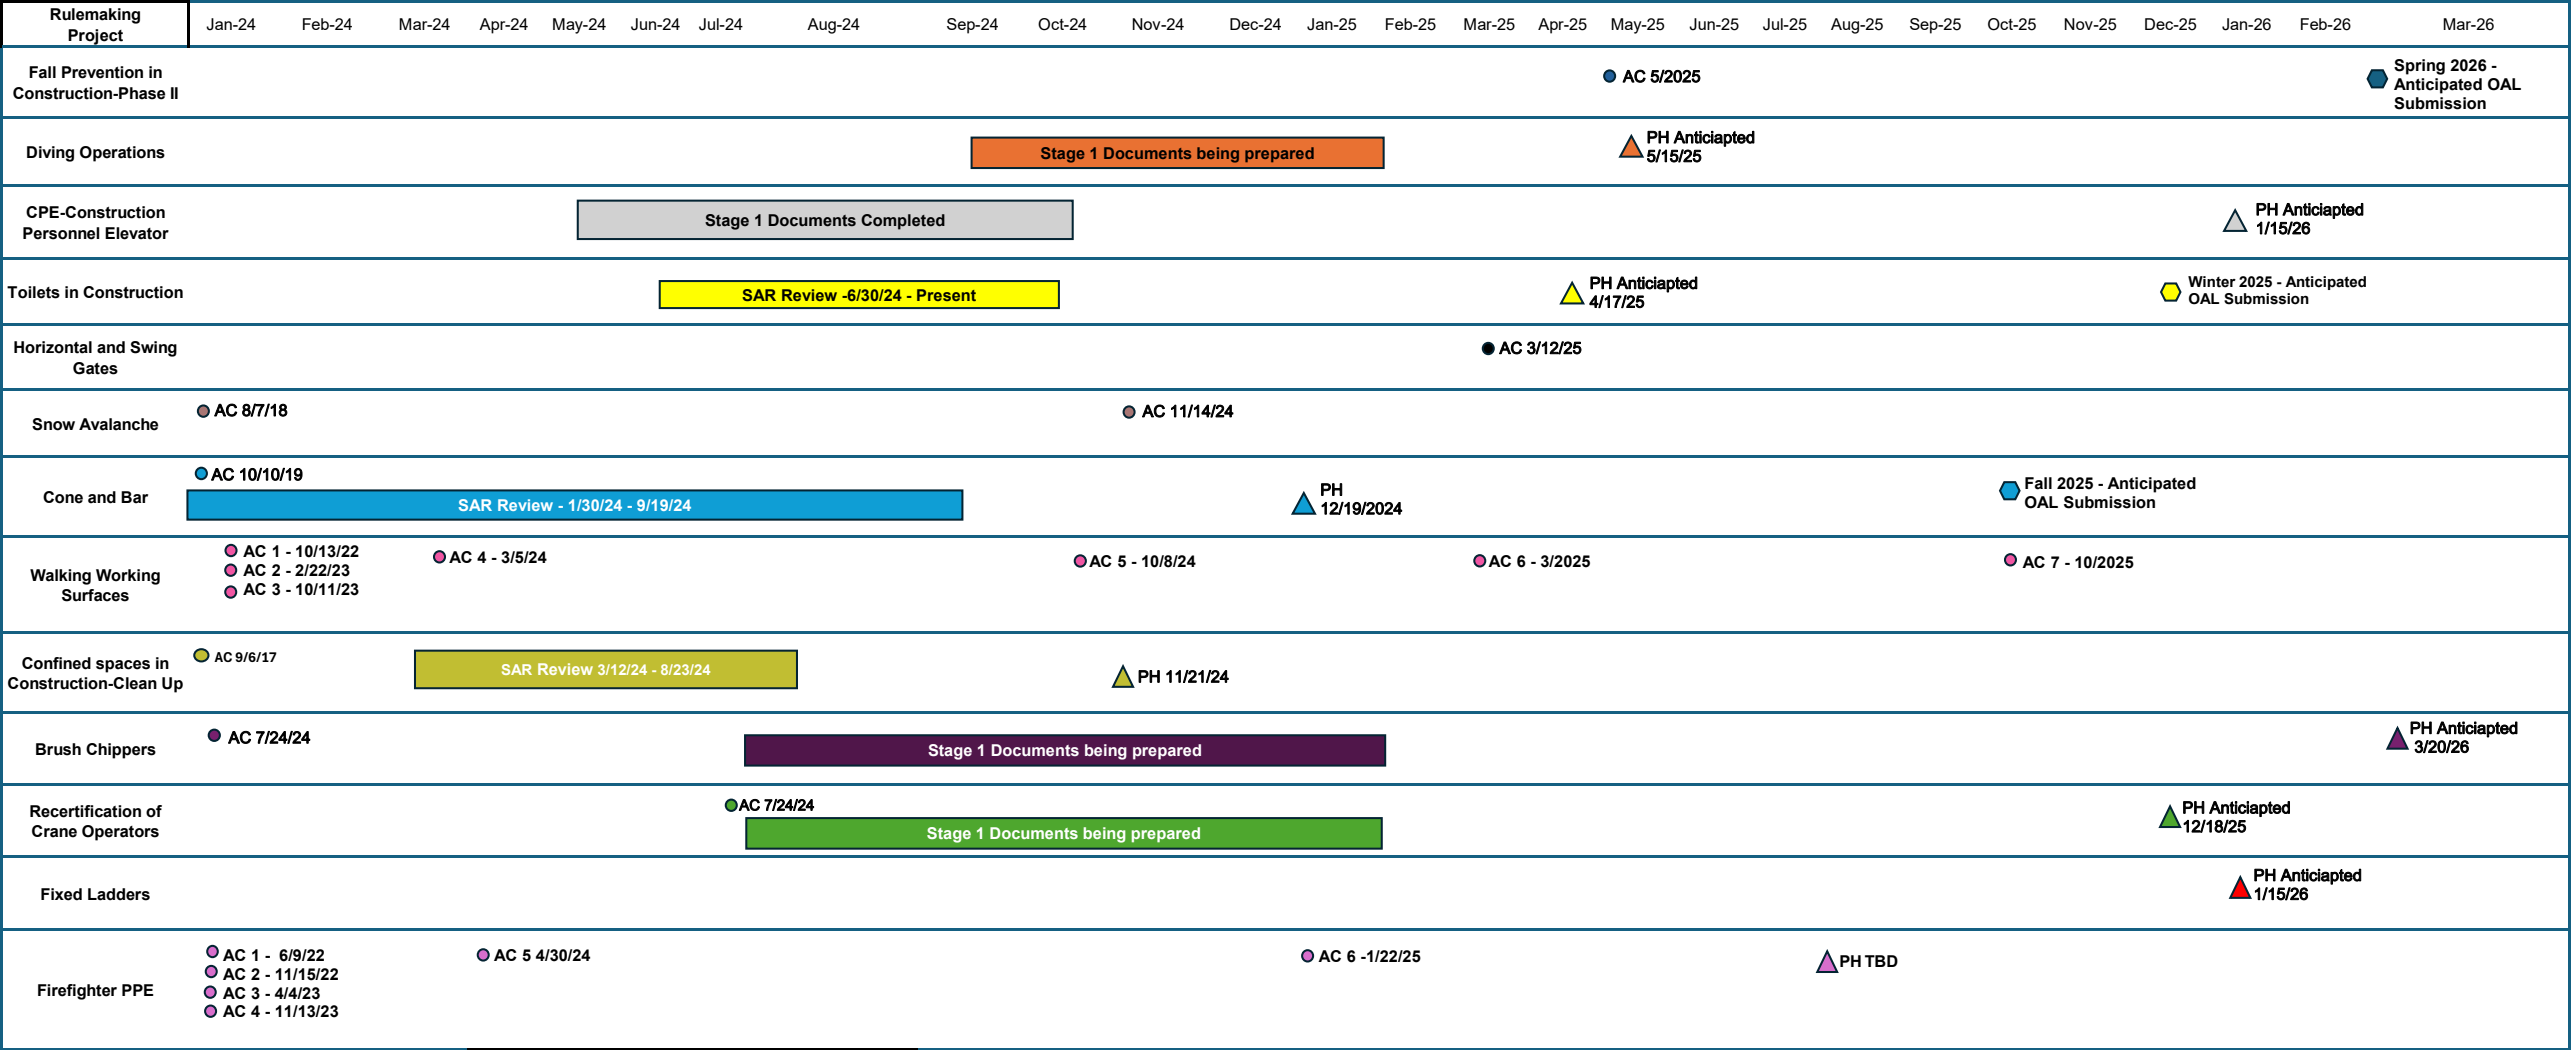 Rulemaking
Project
Jan-24 Feb-24 Mar-24 Apr-24 May-24 Jun-24 Jul-24 Aug-24 Sep-24 Oct-24 Nov-24 Dec-24 Jan-25 Feb-25 Mar-25 Apr-25 May-25 Jun-25 Jul-25 Aug-25 Sep-25 Oct-25 Nov-25 Dec-25 Jan-26 Feb-26 Mar-26
Fall Prevention in
Construction-Phase II
AC 5/2025
Spring 2026 -
Anticipated OAL
Submission
Diving Operations
Stage 1 Documents being prepared
PH Anticiapted
5/15/25
CPE-Construction
Personnel Elevator
Stage 1 Documents Completed
PH Anticiapted
1/15/26
Toilets in Construction
SAR Review -6/30/24 - Present
PH Anticiapted
4/17/25
Winter 2025 - Anticipated
OAL Submission
Horizontal and Swing
Gates
AC 3/12/25
Snow Avalanche
AC 8/7/18
AC 11/14/24
Cone and Bar
AC 10/10/19
SAR Review - 1/30/24 - 9/19/24
PH
12/19/2024
Fall 2025 - Anticipated
OAL Submission
Walking Working
Surfaces
AC 1 - 10/13/22
AC 2 - 2/22/23
AC 3 - 10/11/23
AC 4 - 3/5/24
AC 5 - 10/8/24
AC 6 - 3/2025
AC 7 - 10/2025
Confined spaces in
Construction-Clean Up
AC 9/6/17
SAR Review 3/12/24 - 8/23/24
PH 11/21/24
Brush Chippers
AC 7/24/24
Stage 1 Documents being prepared
PH Anticiapted
3/20/26
Recertification of
Crane Operators
AC 7/24/24
Stage 1 Documents being prepared
PH Anticiapted
12/18/25
Fixed Ladders
PH Anticiapted
1/15/26
Firefighter PPE
AC 1 - 6/9/22
AC 2 - 11/15/22
AC 3 - 4/4/23
AC 4 - 11/13/23
AC 5 4/30/24
AC 6 -1/22/25
PH TBD